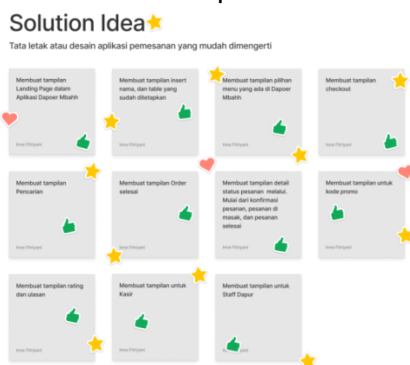 Solution Idea
Tata letak atau desain aplikasi pemesanan yang mudah dimengerti
Membuat tampilan
Landing Page dalam
Aplikasi Dapoer Mbahh
Membuat tampilan insert
nama, dan table yang
sudah ditetapkan
Membuat tampilan pilihan
menu yang ada di Dapoer
Mbahh
Membuat tampilan
checkout
Membuat tampilan
Pencarian
Membuat tampilan Order
selesai
Membuat tampilan detail
status pesanan melalui.
Mulai dari konfirmasi
pesanan, pesanan di
masak, dan pesanan
selesai
Membuat tampilan untuk
kode promo
Membuat tampilan rating
dan ulasan
Membuat tampilan untuk
Kasir
Membuat tampilan untuk
Staff Dapur